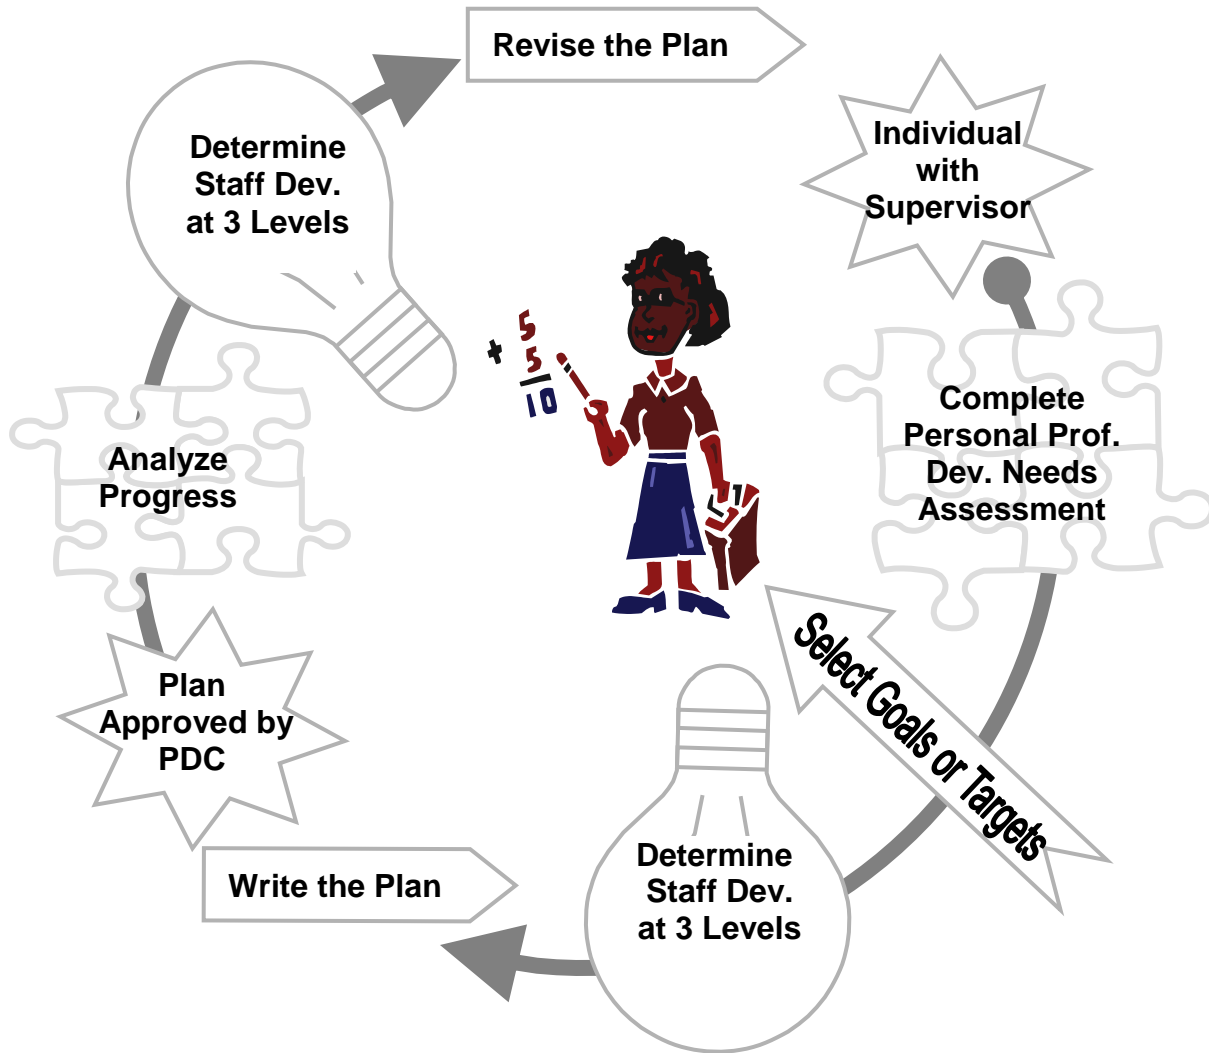 Revise the Plan
Individual
with
Supervisor
Determine
Staff Dev.
at 3 Levels
5
+ 5
10
Complete
Personal Prof.
Dev. Needs
Assessment
Analyze
Progress
Select Goals or Targets
Plan
Approved by
PDC
Determine
Staff Dev.
at 3 Levels
Write the Plan